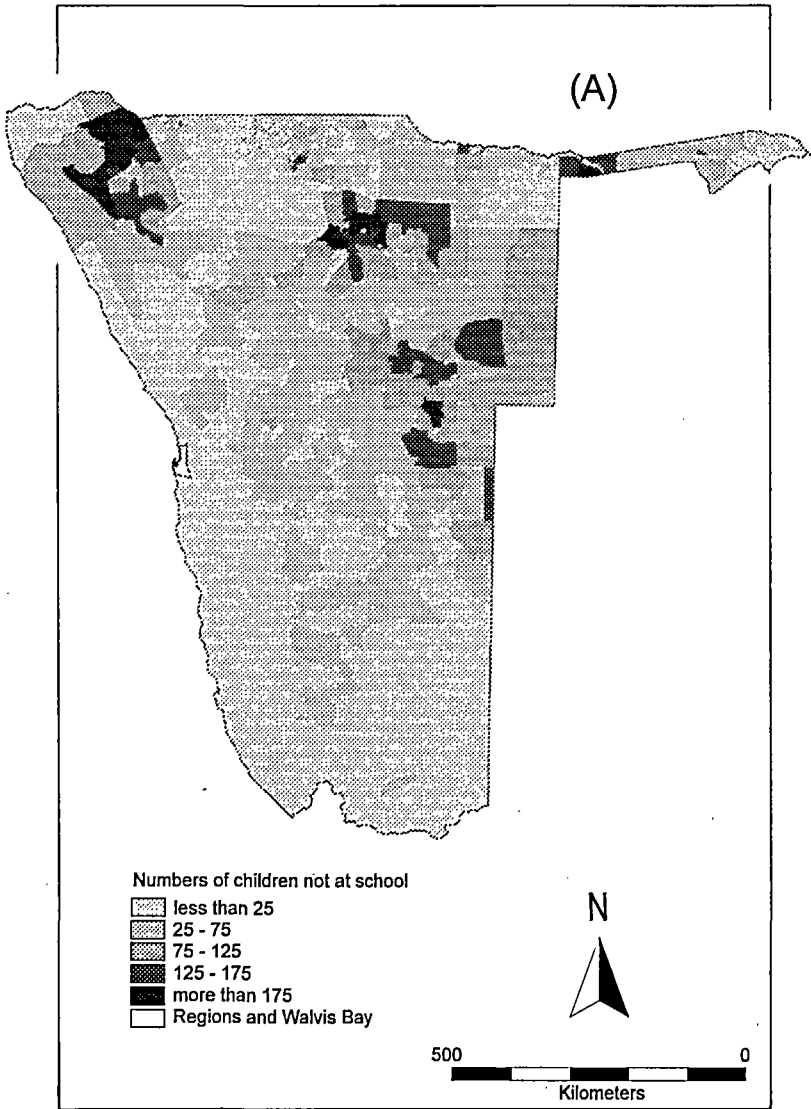 (A)
Numbers of children not at school
less than 25
25 - 75
75 - 125
125 - 175
more than 175
Regions and Walvis Bay
N
500 0
Kilometers